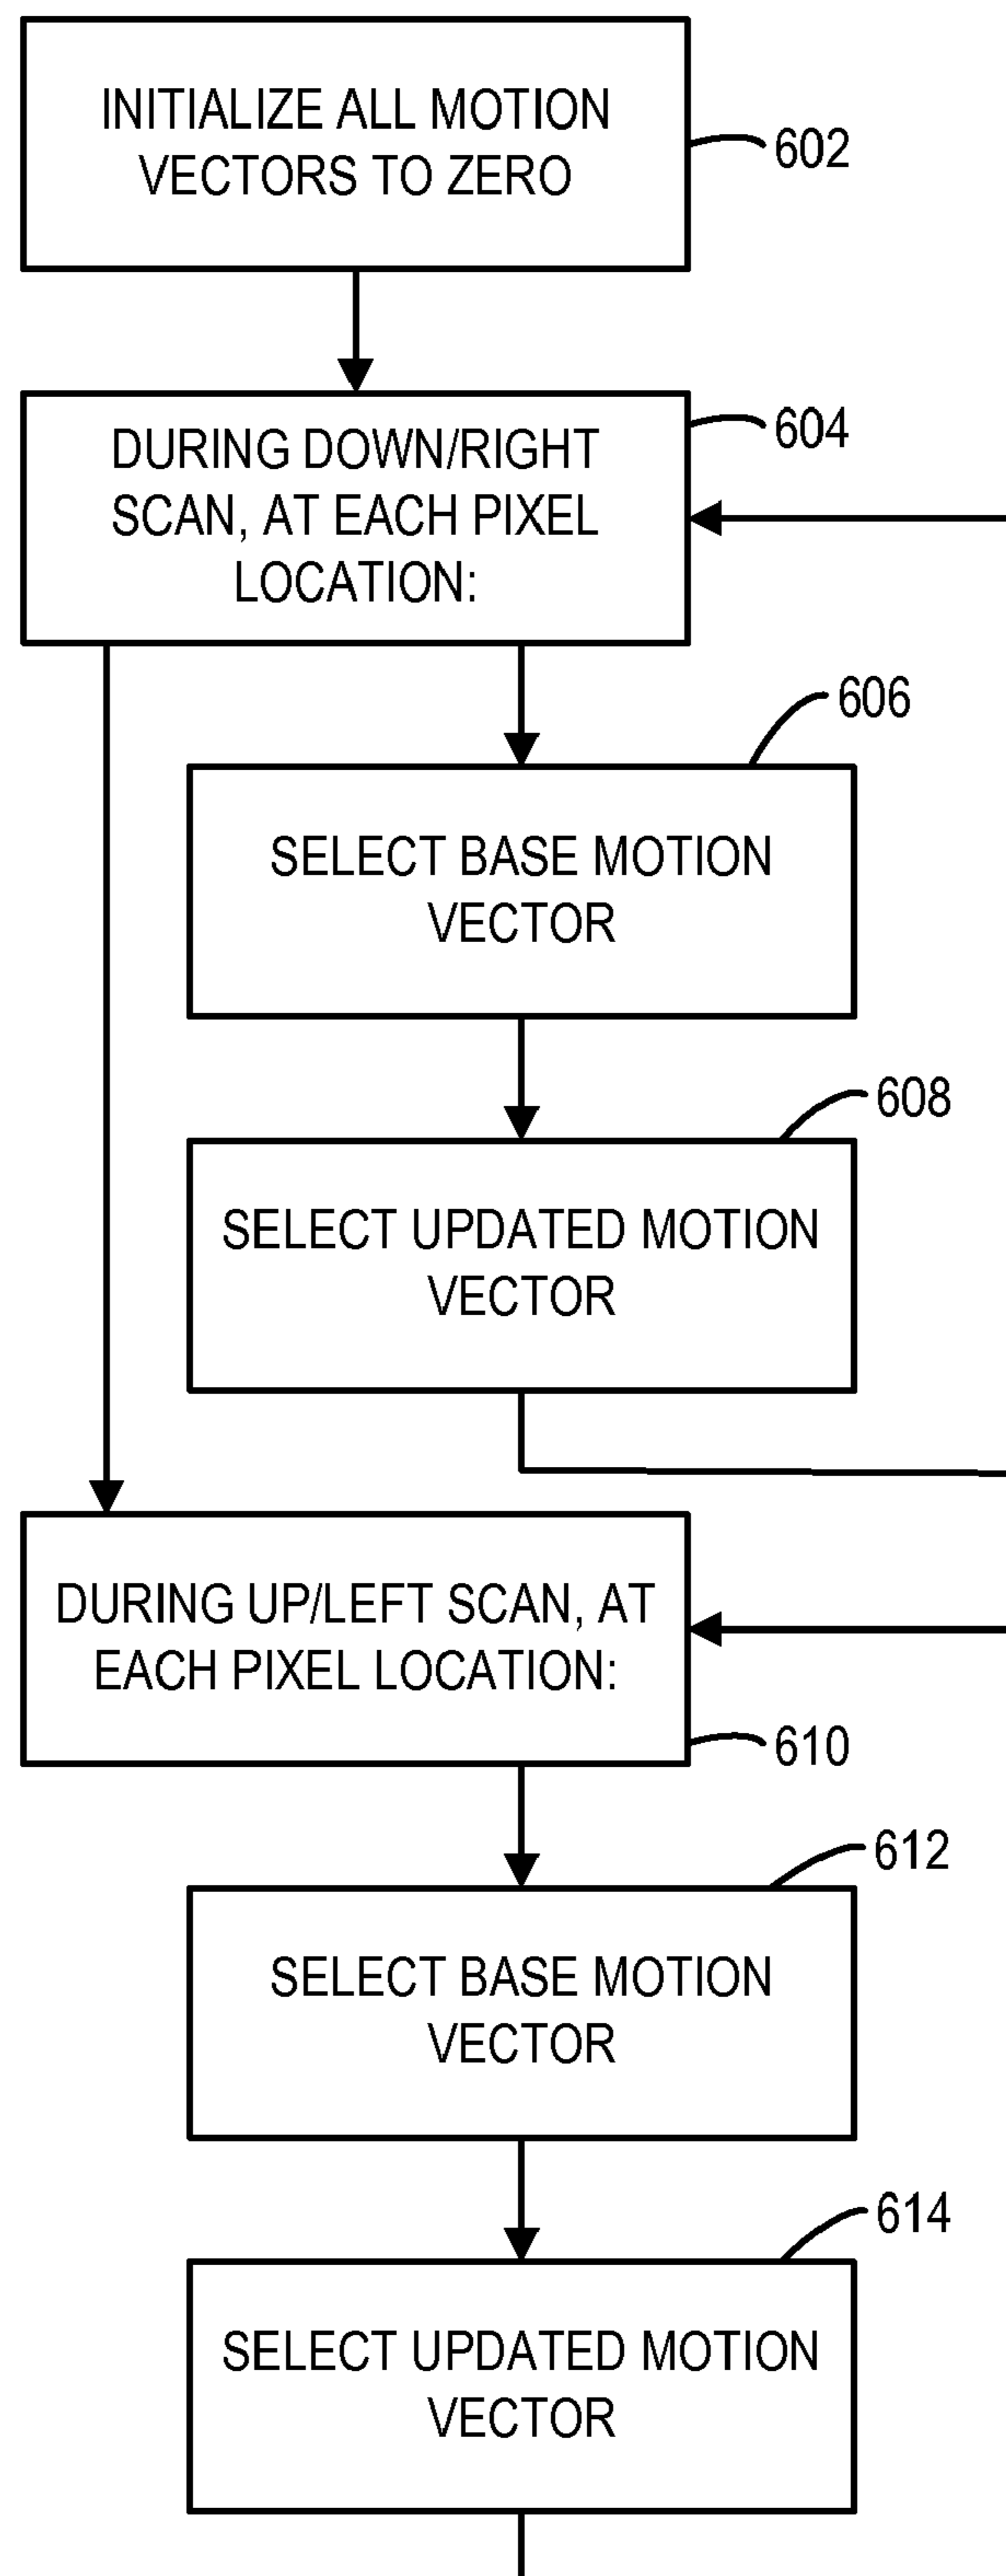 INITIALIZE ALL MOTION
VECTORS TO ZERO
602
DURING DOWN/RIGHT
SCAN, AT EACH PIXEL
LOCATION:
604
606
SELECT BASE MOTION
VECTOR
608
SELECT UPDATED MOTION
VECTOR
DURING UP/LEFT SCAN, AT
EACH PIXEL LOCATION:
610
612
SELECT BASE MOTION
VECTOR
614
SELECT UPDATED MOTION
VECTOR